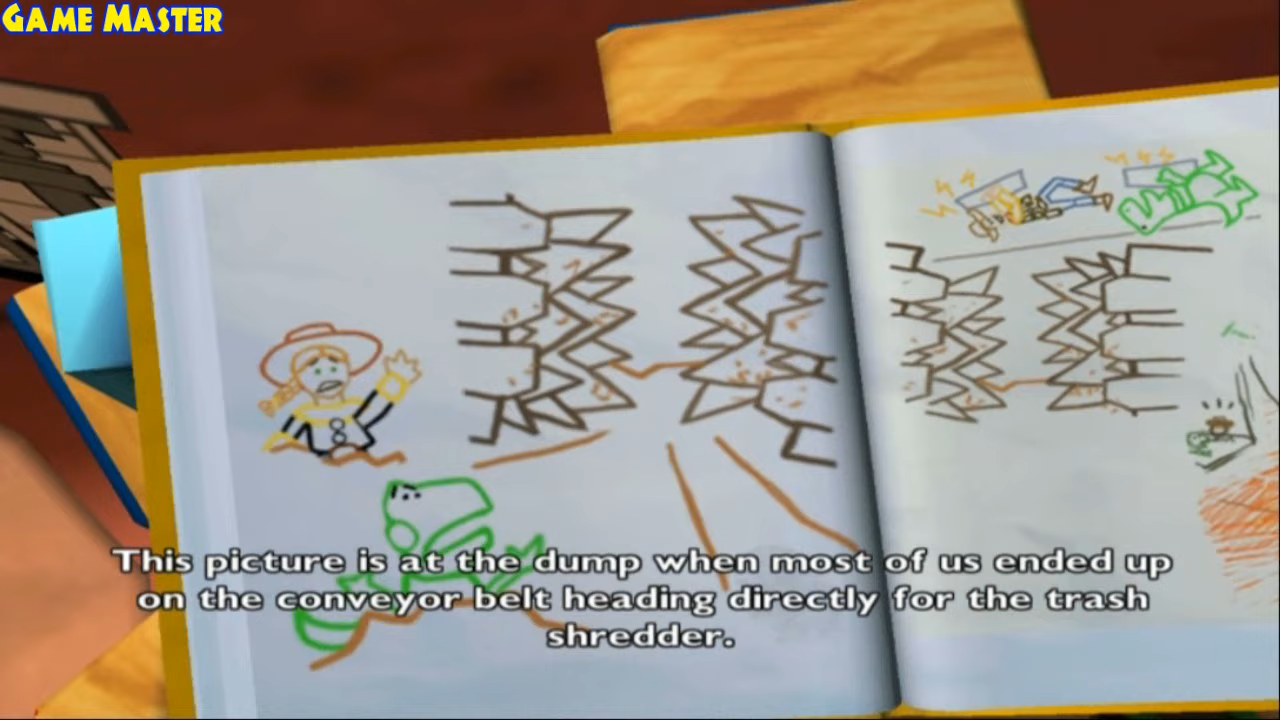 GAME MASTER
This picture is at the dump when most of us ended up
on the conveyor belt heading directly for the trash
shredder.